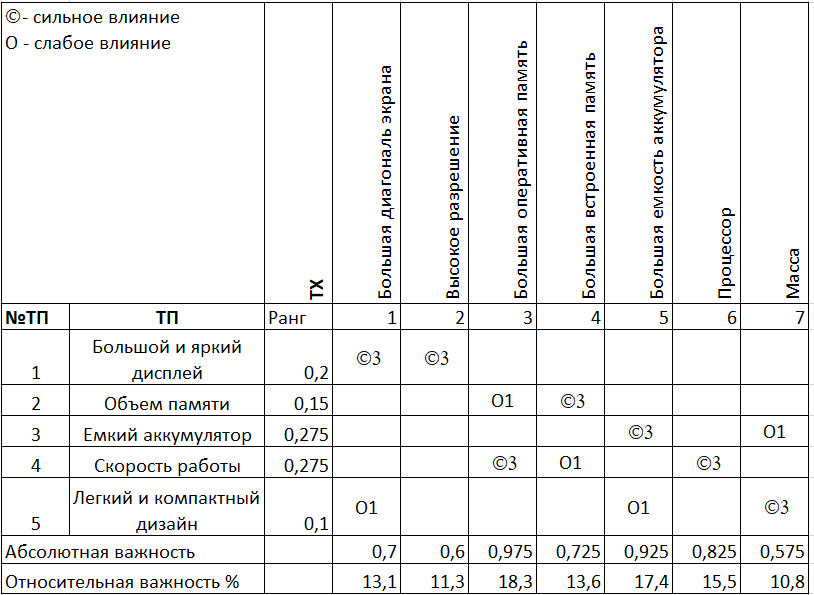 ©- сильное влияние
О - слабое влияние
ТХ
Большая диагональ экрана
Высокое разрешение
Большая оперативная память
Большая встроенная память
Большая емкость аккумулятора
Процессор
Масса
№ТП ТП Ранг 1 2 3 4 5 6 7
1 Большой и яркий дисплей 0,2 ©3 ©3
2 Объем памяти 0,15 О1 ©3
3 Емкий аккумулятор 0,275 ©3 О1
4 Скорость работы 0,275 ©3 О1 ©3
5 Легкий и компактный дизайн 0,1 О1 О1 ©3
Абсолютная важность 0,7 0,6 0,975 0,725 0,925 0,825 0,575
Относительная важность % 13,1 11,3 18,3 13,6 17,4 15,5 10,8